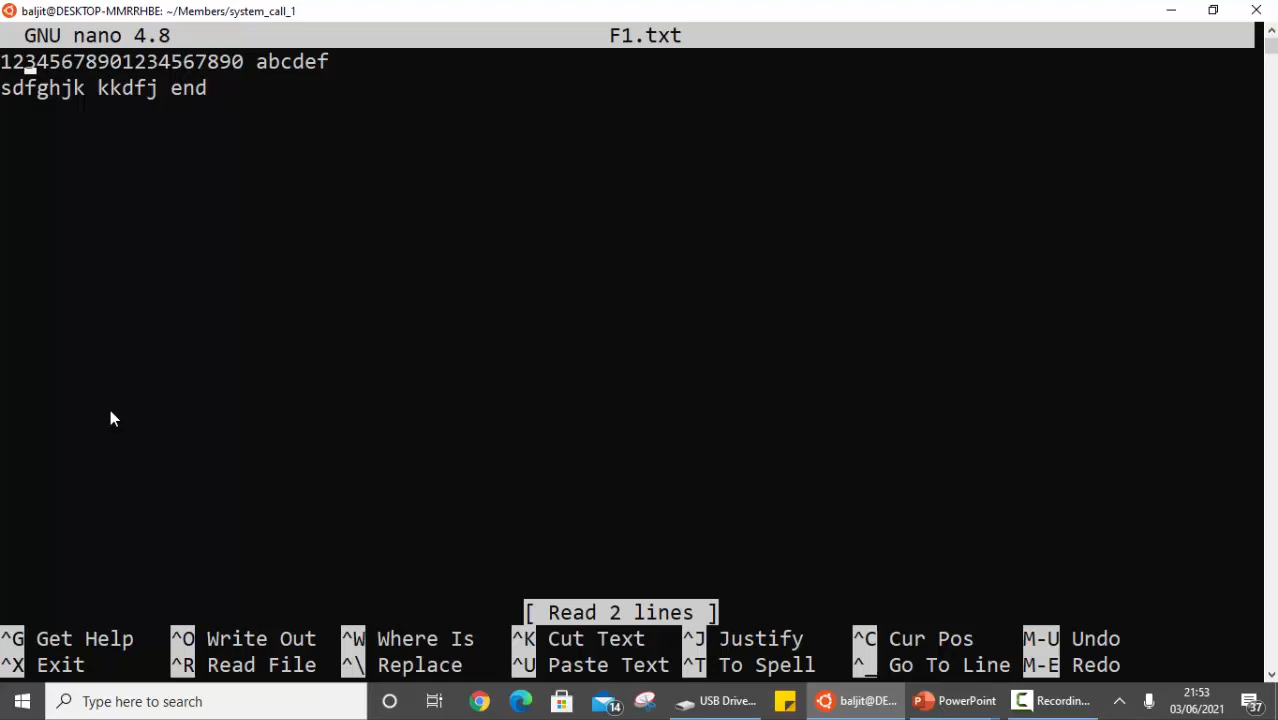 baljit@DESKTOP-MMRRHBE: ~/Members/system_call_1
GNU nano 4.8 F1.txt
12345678901234567890 abcdef
sdfghjk kkdfj end
[ Read 2 lines ]
^G Get Help ^O Write Out ^W Where Is ^K Cut Text ^J Justify ^C Cur Pos M-U Undo
^X Exit ^R Read File ^\ Replace ^U Paste Text ^T To Spell ^_ Go To Line M-E Redo
Type here to search 14 USB Drive... baljit@DE... PowerPoint Recordin... 21:53 37
03/06/2021